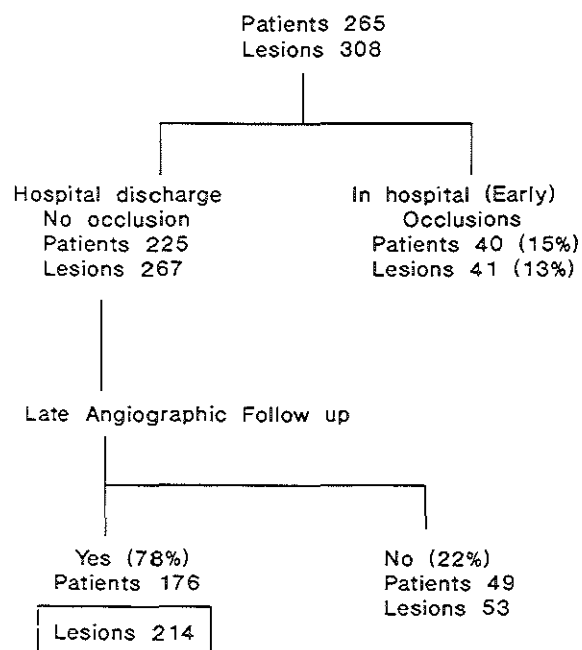 Patients 265
Lesions 308
Hospital discharge
No occlusion
Patients 225
Lesions 267
In hospital (Early)
Occlusions
Patients 40 (15%)
Lesions 41 (13%)
Late Angiographic Follow up
Yes (78%)
Patients 176
Lesions 214
No (22%)
Patients 49
Lesions 53